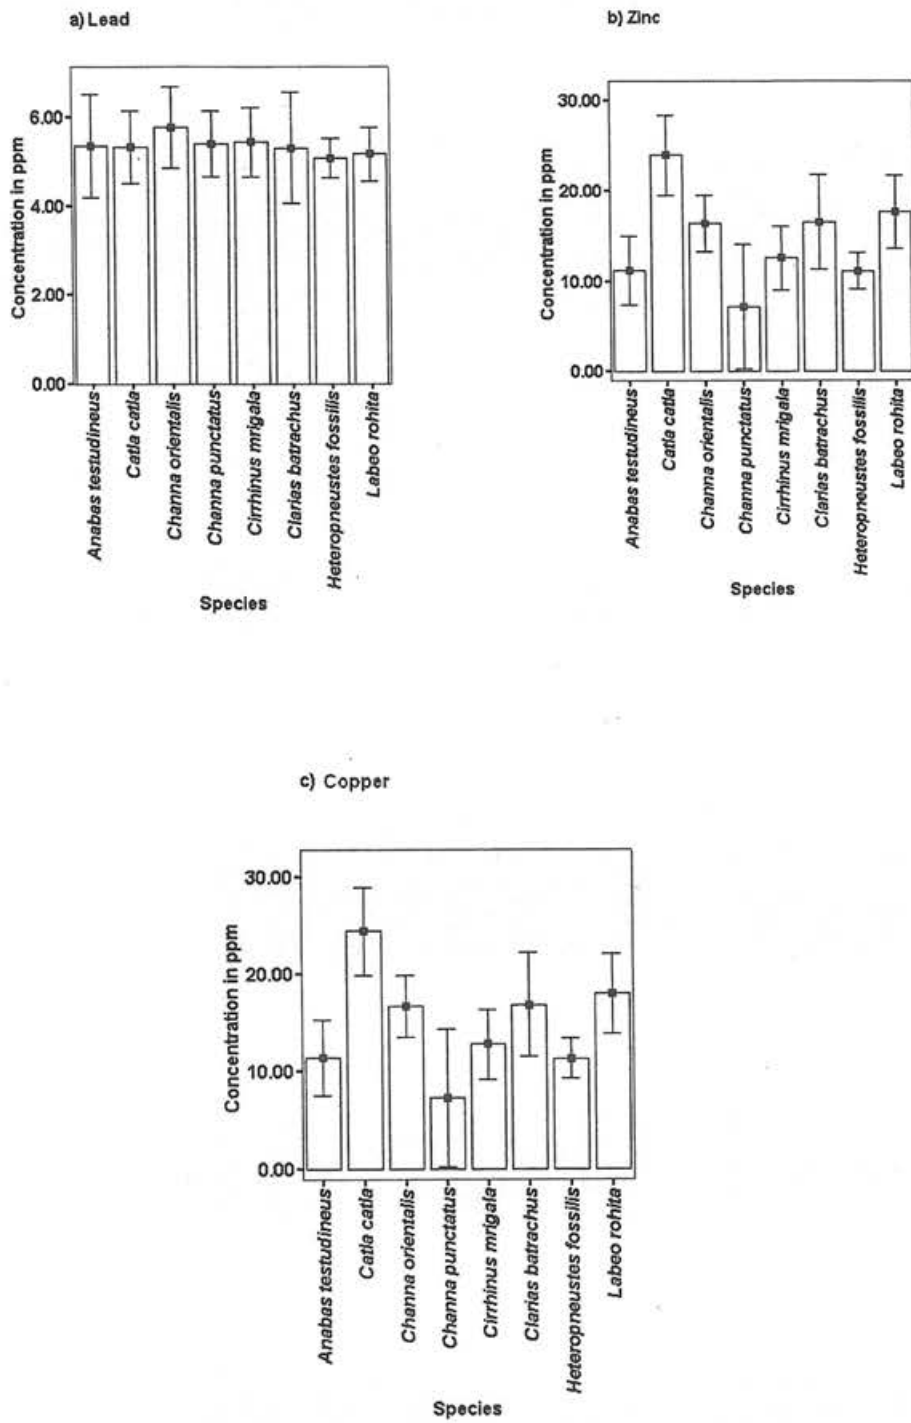 a) Lead
Concentration in ppm
6.00
4.00
2.00
0.00
Anabas testudineus
Catla catla
Channa orientalis
Channa punctatus
Cirrhinus mrigala
Clarias batrachus
Heteropneustes fossilis
Labeo rohita
Species
b) Zinc
Concentration in ppm
30.00
20.00
10.00
0.00
Anabas testudineus
Catla catla
Channa orientalis
Channa punctatus
Cirrhinus mrigala
Clarias batrachus
Heteropneustes fossilis
Labeo rohita
Species
c) Copper
Concentration in ppm
30.00
20.00
10.00
0.00
Anabas testudineus
Catla catla
Channa orientalis
Channa punctatus
Cirrhinus mrigala
Clarias batrachus
Heteropneustes fossilis
Labeo rohita
Species